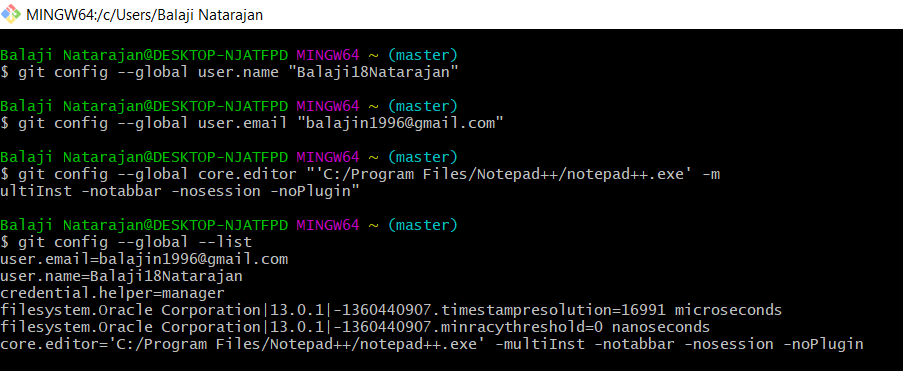 MINGW64:/c/Users/Balaji Natarajan
Balaji Natarajan@DESKTOP-NJATFPD MINGW64 ~ (master)
$ git config --global user.name "Balaji18Natarajan"
Balaji Natarajan@DESKTOP-NJATFPD MINGW64 ~ (master)
$ git config --global user.email "balajin1996@gmail.com"
Balaji Natarajan@DESKTOP-NJATFPD MINGW64 ~ (master)
$ git config --global core.editor "'C:/Program Files/Notepad++/notepad++.exe' -m
ultiInst -notabbar -nosession -noPlugin"
Balaji Natarajan@DESKTOP-NJATFPD MINGW64 ~ (master)
$ git config --global --list
user.email=balajin1996@gmail.com
user.name=Balaji18Natarajan
credential.helper=manager
filesystem.Oracle Corporation|13.0.1|-1360440907.timestampresolution=16991 microseconds
filesystem.Oracle Corporation|13.0.1|-1360440907.minracythreshold=0 nanoseconds
core.editor='C:/Program Files/Notepad++/notepad++.exe' -multiInst -notabbar -nosession -noPlugin